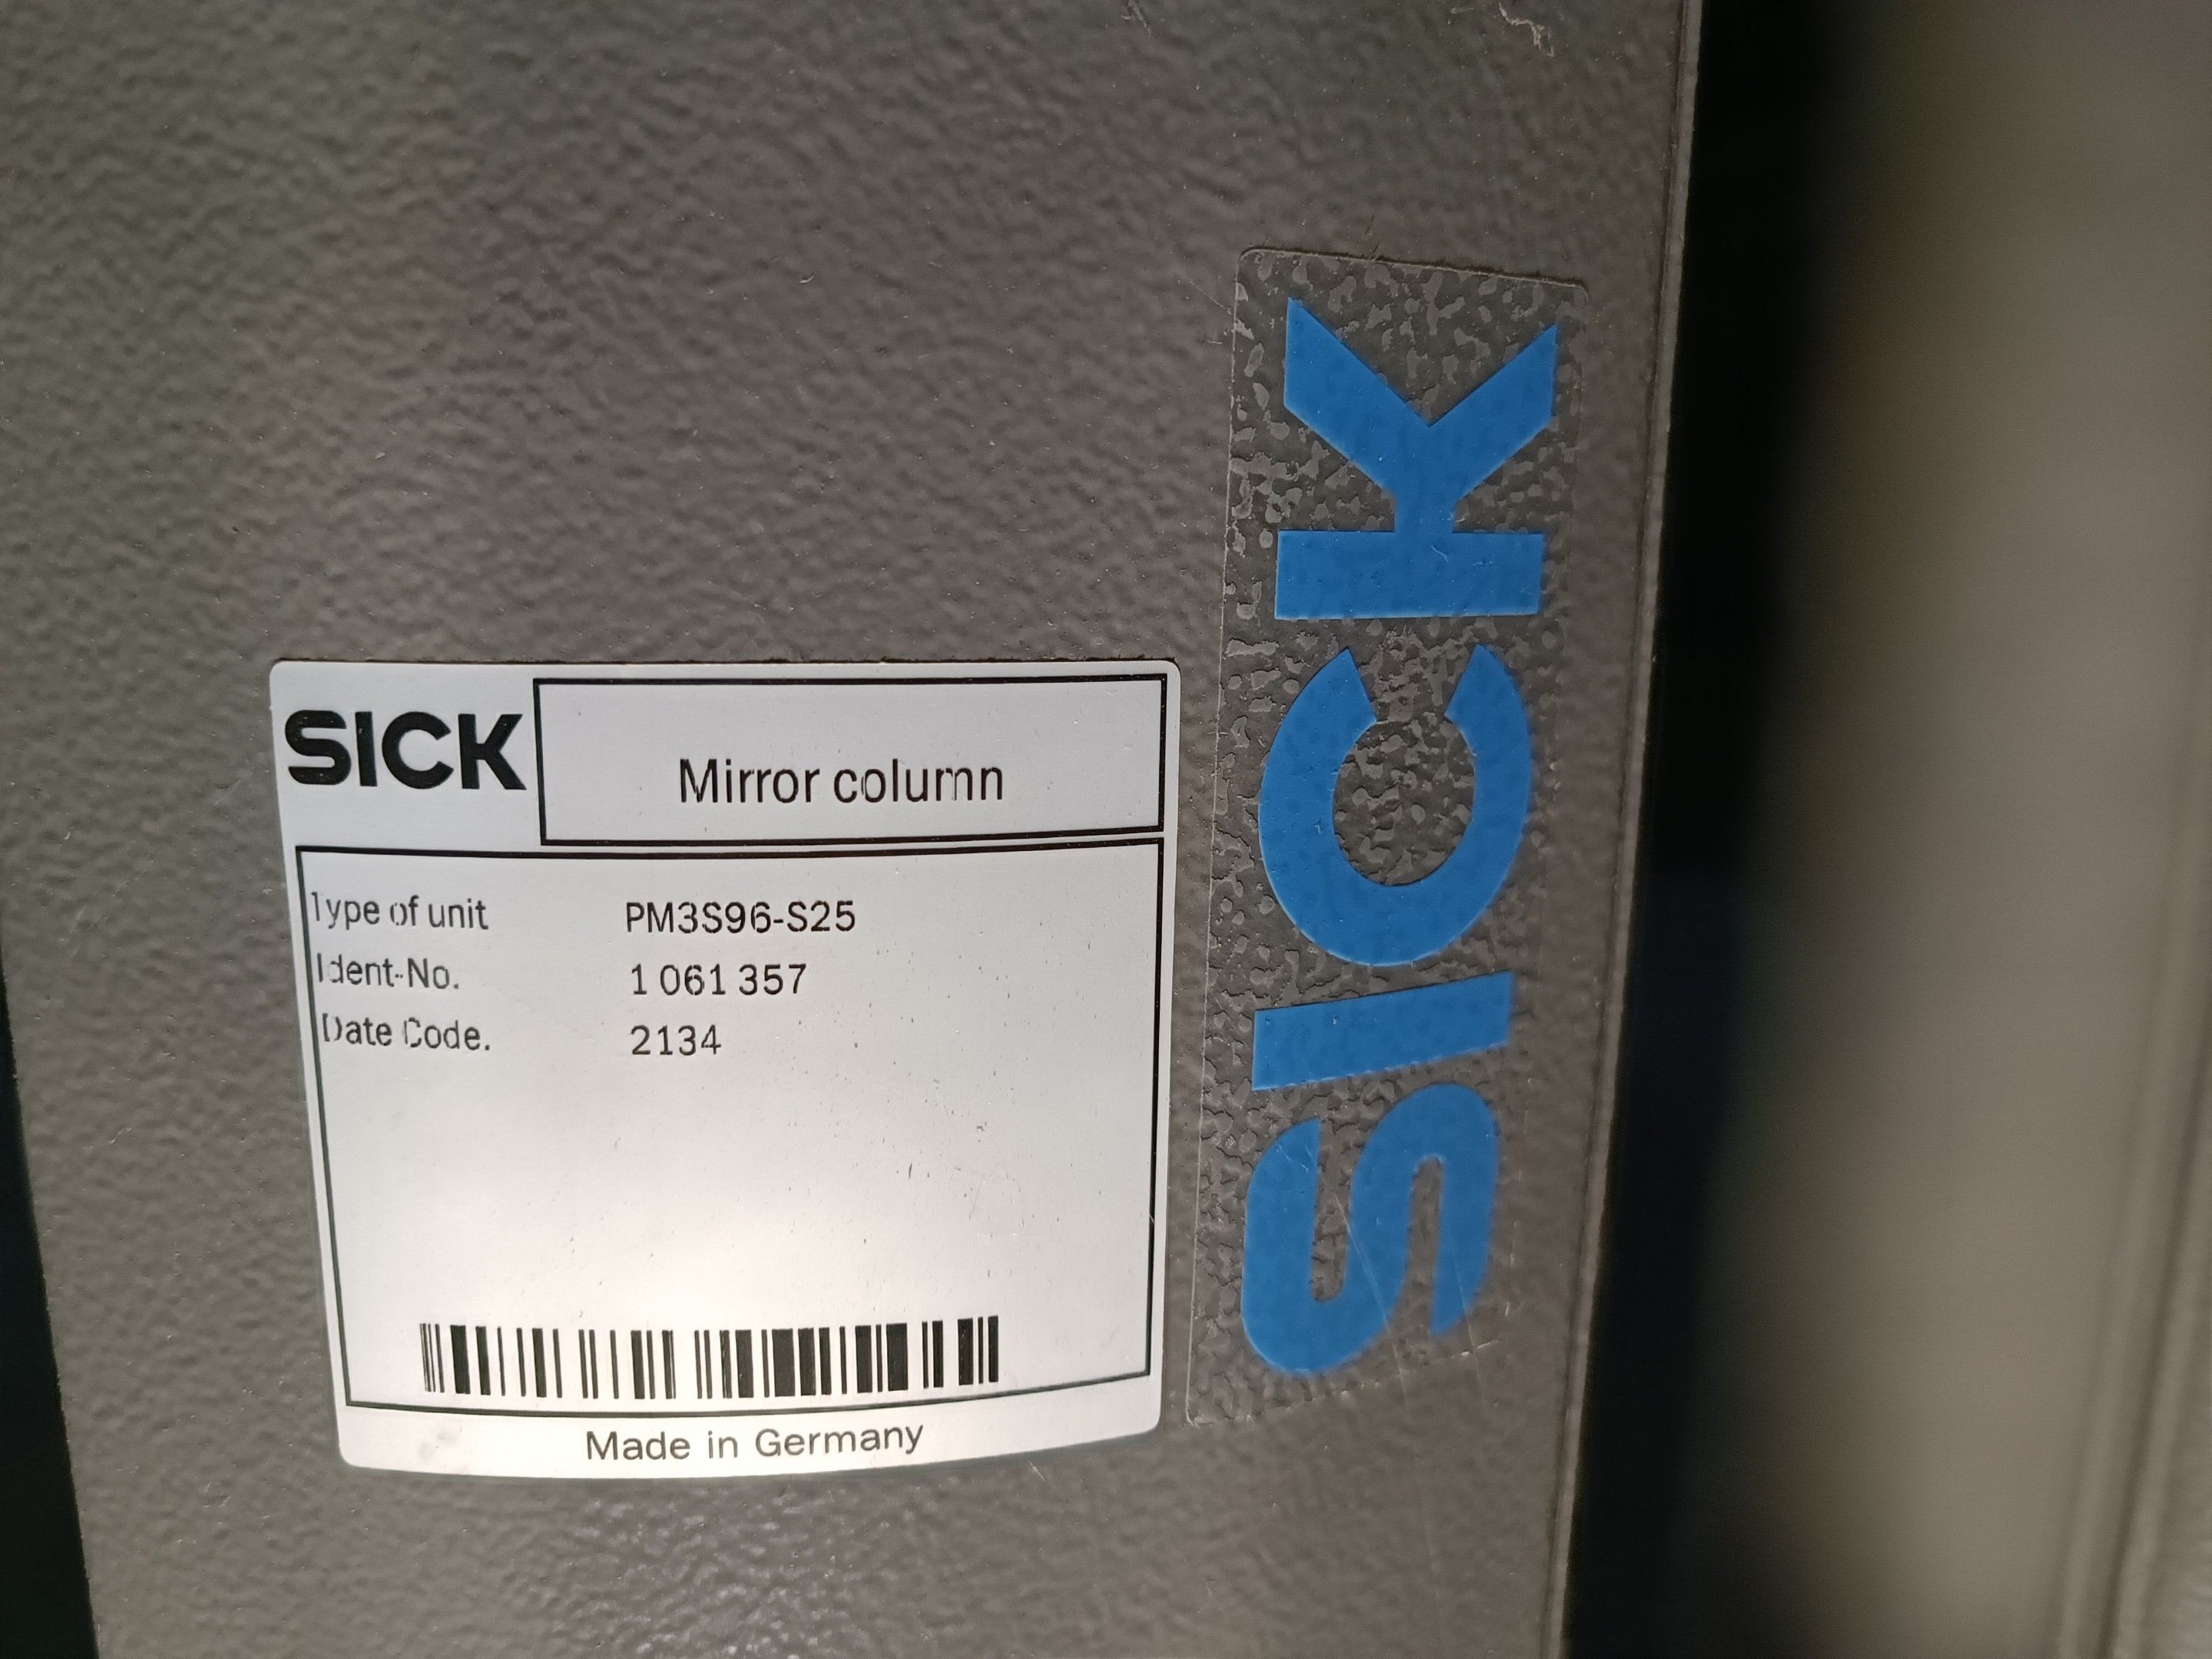 SICK
Mirror column
Type of unit PM3S96-S25
Ident-No. 1 061 357
Date Code. 2134
Made in Germany
SICK